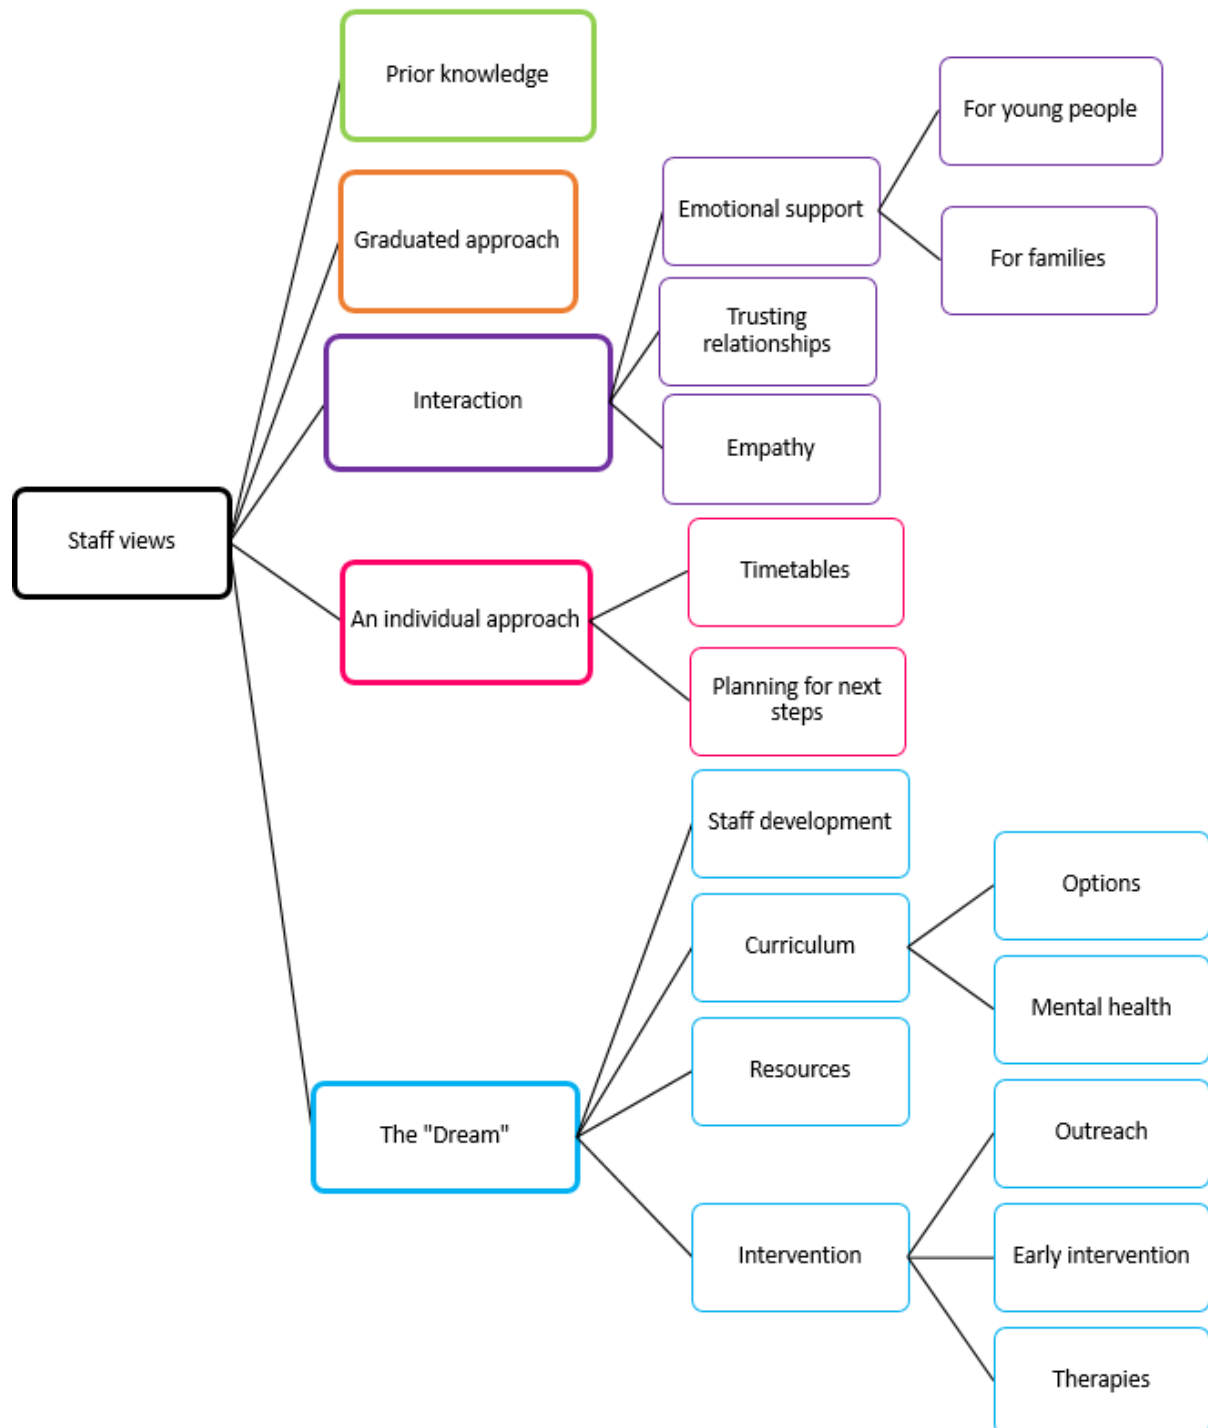 Staff views
Prior knowledge
Graduated approach
Interaction
Emotional support
For young people
For families
Trusting
relationships
Empathy
An individual approach
Timetables
Planning for next
steps
The "Dream"
Staff development
Curriculum
Options
Mental health
Resources
Intervention
Outreach
Early intervention
Therapies